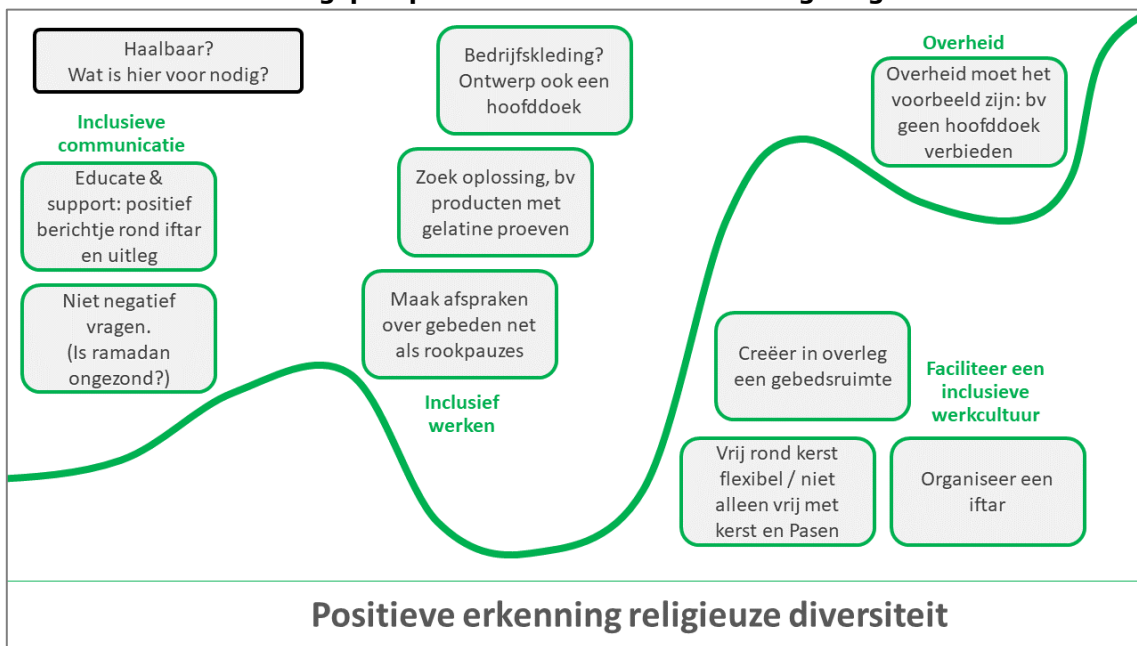 Haalbaar?
Wat is hier voor nodig?
Inclusieve
communicatie
Educate &
support: positief
berichtje rond iftar
en uitleg
Niet negatief
vragen.
(Is ramadan
ongezond?)
Bedrijfskleding?
Ontwerp ook een
hoofddoek
Zoek oplossing, bv
producten met
gelatine proeven
Maak afspraken
over gebeden net
als rookpauzes
Inclusief
werken
Overheid
Overheid moet het
voorbeeld zijn: bv
geen hoofddoek
verbieden
Creëer in overleg
een gebedsruimte
Faciliteer een
inclusieve
werkcultuur
Vrij rond kerst
flexibel / niet
alleen vrij met
kerst en Pasen
Organiseer een
iftar
Positieve erkenning religieuze diversiteit